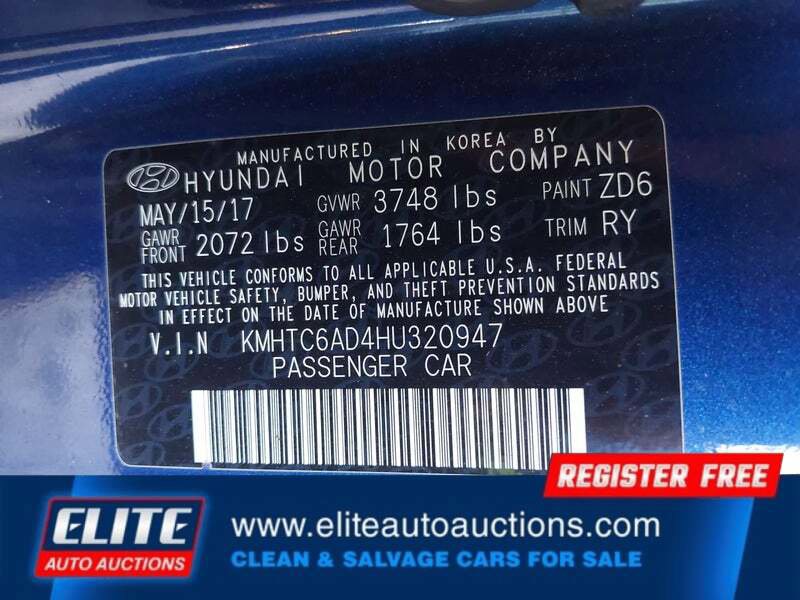 MANUFACTURED IN KOREA BY
HYUNDAI MOTOR COMPANY
MAY/15/17 GVWR 3748 lbs PAINT ZD6
GAWR FRONT 2072 lbs GAWR REAR 1764 lbs TRIM RY
THIS VEHICLE CONFORMS TO ALL APPLICABLE U.S.A. FEDERAL
MOTOR VEHICLE SAFETY, BUMPER, AND THEFT PREVENTION STANDARDS
IN EFFECT ON THE DATE OF MANUFACTURE SHOWN ABOVE
V.I.N KMHTC6AD4HU320947
PASSENGER CAR
REGISTER FREE
ELITE
AUTO AUCTIONS
www.eliteautoauctions.com
CLEAN & SALVAGE CARS FOR SALE